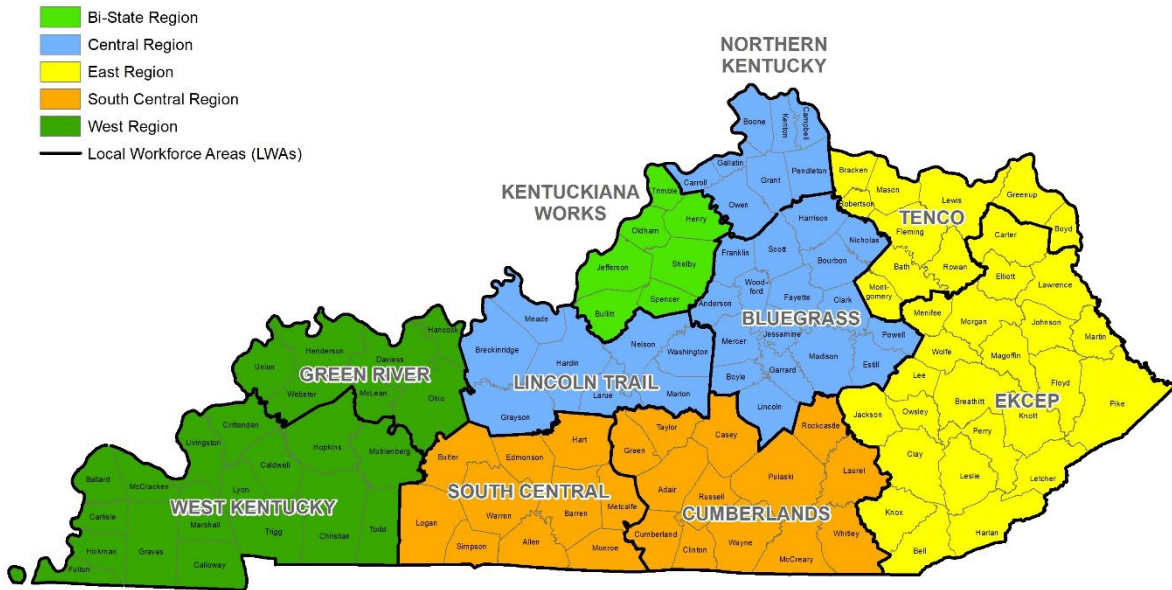 Bi-State Region
Central Region
East Region
South Central Region
West Region
Local Workforce Areas (LWAs)
NORTHERN
KENTUCKY
Boone
Kenton
Campbell
Gallatin
Carroll
Grant
Pendleton
Owen
KENTUCKIANA
WORKS
Trimble
Henry
Oldham
Jefferson
Shelby
Spencer
Bullitt
Bracken
Mason
Robertson
Lewis
Greenup
TENCO
Fleming
Boyd
Bath
Rowan
Mont-
gomery
Harrison
Nicholas
Franklin
Scott
Bourbon
Wood-
ford
Fayette
Clark
Anderson
BLUEGRASS
Jessamine
Powell
Mercer
Madison
Estill
Boyle
Garrard
Lincoln
Carter
Elliott
Lawrence
Menifee
Morgan
Johnson
Martin
Wolfe
Magoffin
Lee
Floyd
Breathitt
EKCEP
Knott
Pike
Jackson
Owsley
Perry
Clay
Leslie
Letcher
Knox
Harlan
Bell
Meade
Breckinridge
Hardin
Nelson
Washington
LINCOLN TRAIL
Larue
Marion
Grayson
Hancock
Henderson
Daviess
Union
GREEN RIVER
Webster
McLean
Ohio
Crittenden
Livingston
Hopkins
Muhlenberg
Caldwell
Ballard
McCracken
Lyon
WEST KENTUCKY
Carlisle
Marshall
Trigg
Christian
Todd
Hickman
Graves
Calloway
Fulton
Butler
Edmonson
Hart
SOUTH CENTRAL
Metcalfe
Logan
Warren
Barren
Simpson
Allen
Monroe
Taylor
Casey
Rockcastle
Green
Laurel
Adair
Russell
Pulaski
CUMBERLANDS
Cumberland
Clinton
Wayne
Whitley
McCreary